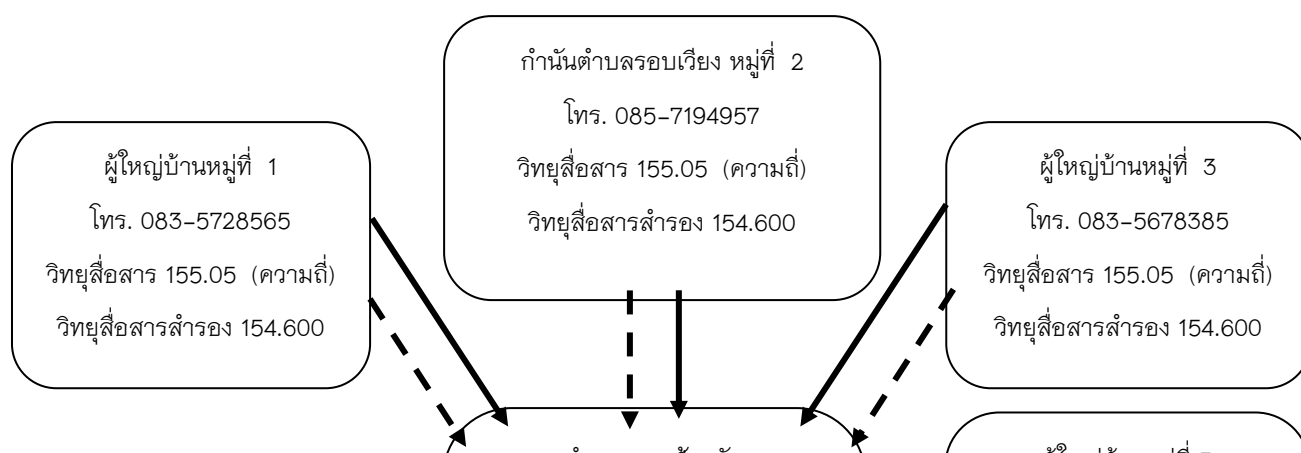 กำนันตำบลรอบเวียง หมู่ที่ 2
โทร. 085-7194957
วิทยุสื่อสาร 155.05 (ความถี่)
วิทยุสื่อสารสำรอง 154.600
ผู้ใหญ่บ้านหมู่ที่ 1
โทร. 083-5728565
วิทยุสื่อสาร 155.05 (ความถี่)
วิทยุสื่อสารสำรอง 154.600
ผู้ใหญ่บ้านหมู่ที่ 3
โทร. 083-5678385
วิทยุสื่อสาร 155.05 (ความถี่)
วิทยุสื่อสารสำรอง 154.600